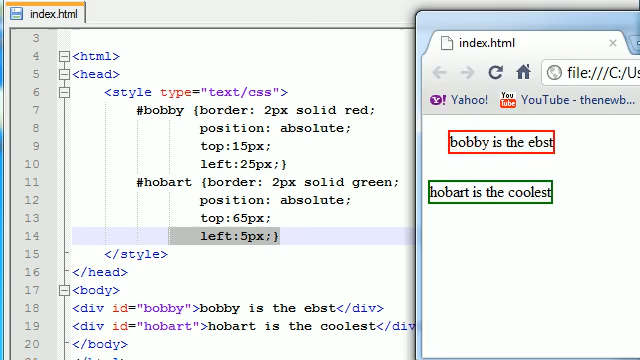 index.html
3
4 <html>
5 <head>
6 <style type="text/css">
7 #bobby {border: 2px solid red;
8 position: absolute;
9 top:15px;
10 left:25px;}
11 #hobart {border: 2px solid green;
12 position: absolute;
13 top:65px;
14 left:5px;}
15 </style>
16 </head>
17 <body>
18 <div id="bobby">bobby is the ebst</div>
19 <div id="hobart">hobart is the coolest</div
20 </body>
index.html
file:///C:/Us
Yahoo! You Tube YouTube - thenewb
bobby is the ebst
hobart is the coolest